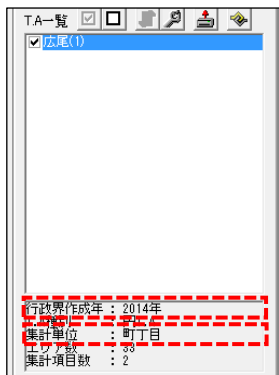 T.A一覧
広尾(1)
行政界作成年 : 2014年
集計単位 : 町丁目
エリア数 : 33
集計項目数 : 2